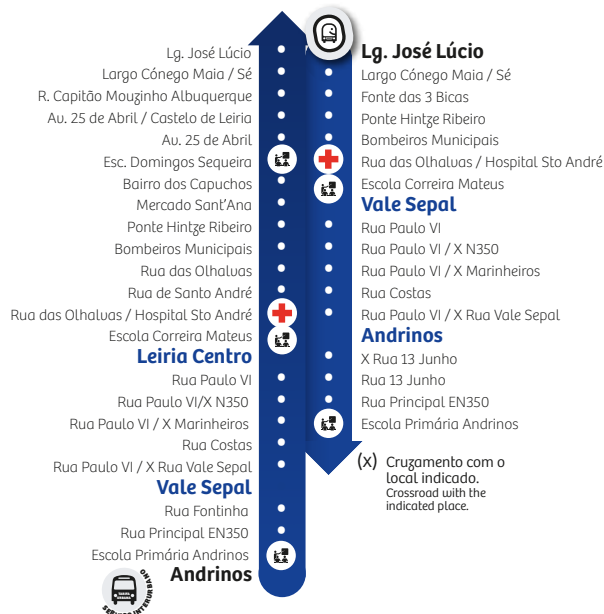 Lg. José Lúcio
Largo Cónego Maia / Sé
R. Capitão Mouzinho Albuquerque
Av. 25 de Abril / Castelo de Leiria
Av. 25 de Abril
Esc. Domingos Sequeira
Bairro dos Capuchos
Mercado Sant'Ana
Ponte Hintze Ribeiro
Bombeiros Municipais
Rua das Olhalvas
Rua de Santo André
Rua das Olhalvas / Hospital Sto André
Escola Correira Mateus
Leiria Centro
Rua Paulo VI
Rua Paulo VI/X N350
Rua Paulo VI / X Marinheiros
Rua Costas
Rua Paulo VI / X Rua Vale Sepal
Vale Sepal
Rua Fontinha
Rua Principal EN350
Escola Primária Andrinos
Andrinos
SERVIÇO INTERURBANO
Lg. José Lúcio
Largo Cónego Maia / Sé
Fonte das 3 Bicas
Ponte Hintze Ribeiro
Bombeiros Municipais
Rua das Olhalvas / Hospital Sto André
Escola Correira Mateus
Vale Sepal
Rua Paulo VI
Rua Paulo VI / X N350
Rua Paulo VI / X Marinheiros
Rua Costas
Rua Paulo VI / X Rua Vale Sepal
Andrinos
X Rua 13 Junho
Rua 13 Junho
Rua Principal EN350
Escola Primária Andrinos
(X) Cruzamento com o
local indicado.
Crossroad with the
indicated place.